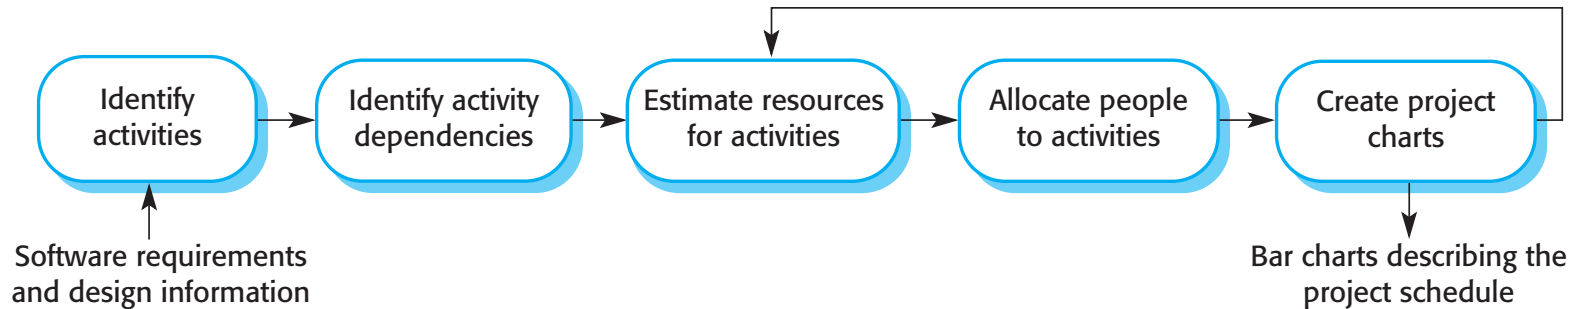 Identify
activities
Identify activity
dependencies
Estimate resources
for activities
Allocate people
to activities
Create project
charts
Software requirements
and design information
Bar charts describing the
project schedule